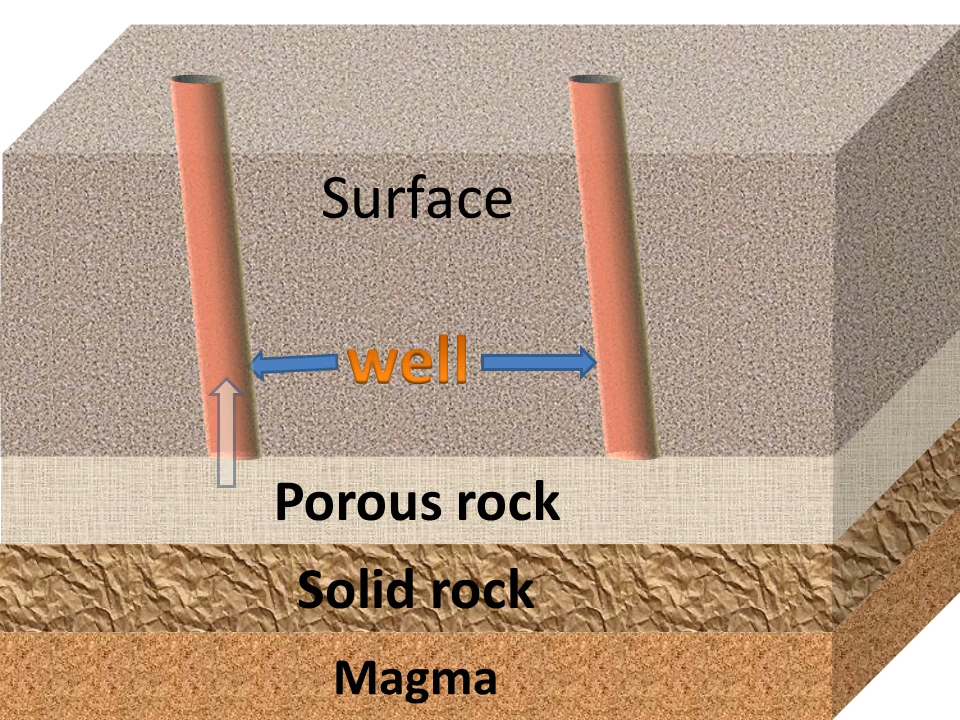 Surface
well
Porous rock
Solid rock
Magma